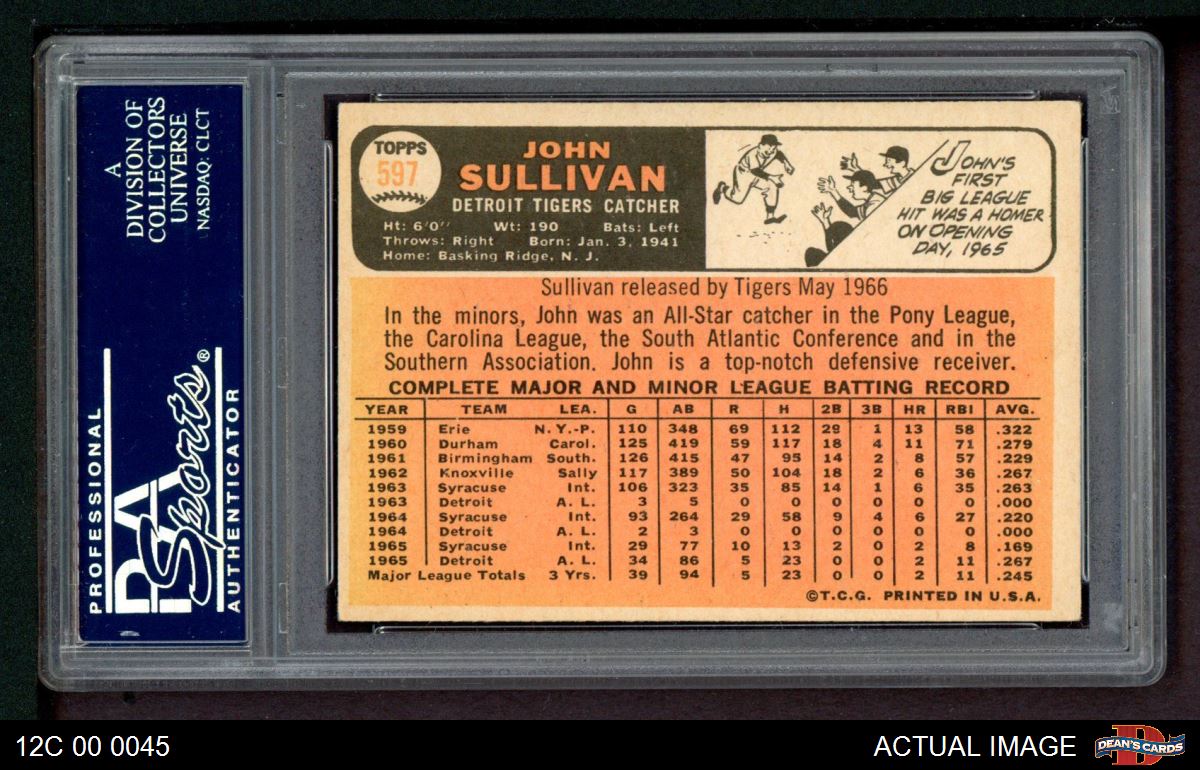 A
DIVISION OF
COLLECTORS
UNIVERSE
NASDAQ: CLCT
PROFESSIONAL
PSA
Sports®
AUTHENTICATOR
TOPPS
597
JOHN
SULLIVAN
DETROIT TIGERS CATCHER
Ht: 6'0" Wt: 190 Bats: Left
Throws: Right Born: Jan. 3, 1941
Home: Basking Ridge, N. J.
JOHN'S
FIRST
BIG LEAGUE
HIT WAS A HOMER
ON OPENING
DAY, 1965
Sullivan released by Tigers May 1966
In the minors, John was an All-Star catcher in the Pony League,
the Carolina League, the South Atlantic Conference and in the
Southern Association. John is a top-notch defensive receiver.
COMPLETE MAJOR AND MINOR LEAGUE BATTING RECORD
YEAR TEAM LEA. G AB R H 2B 3B HR RBI AVG.
1959 Erie N. Y.-P. 110 348 69 112 29 1 13 58 .322
1960 Durham Carol. 125 419 59 117 18 4 11 71 .279
1961 Birmingham South. 126 415 47 95 14 2 8 57 .229
1962 Knoxville Sally 117 389 50 104 18 2 6 36 .267
1963 Syracuse Int. 106 323 35 85 14 1 6 35 .263
1963 Detroit A. L. 3 5 0 0 0 0 0 0 .000
1964 Syracuse Int. 93 264 29 58 9 4 6 27 .220
1964 Detroit A. L. 2 3 0 0 0 0 0 0 .000
1965 Syracuse Int. 29 77 10 13 2 0 2 8 .169
1965 Detroit A. L. 34 86 5 23 0 0 2 11 .267
Major League Totals 3 Yrs. 39 94 5 23 0 0 2 11 .245
©T.C.G. PRINTED IN U.S.A.
12C 00 0045
ACTUAL IMAGE
D
DEAN'S CARDS